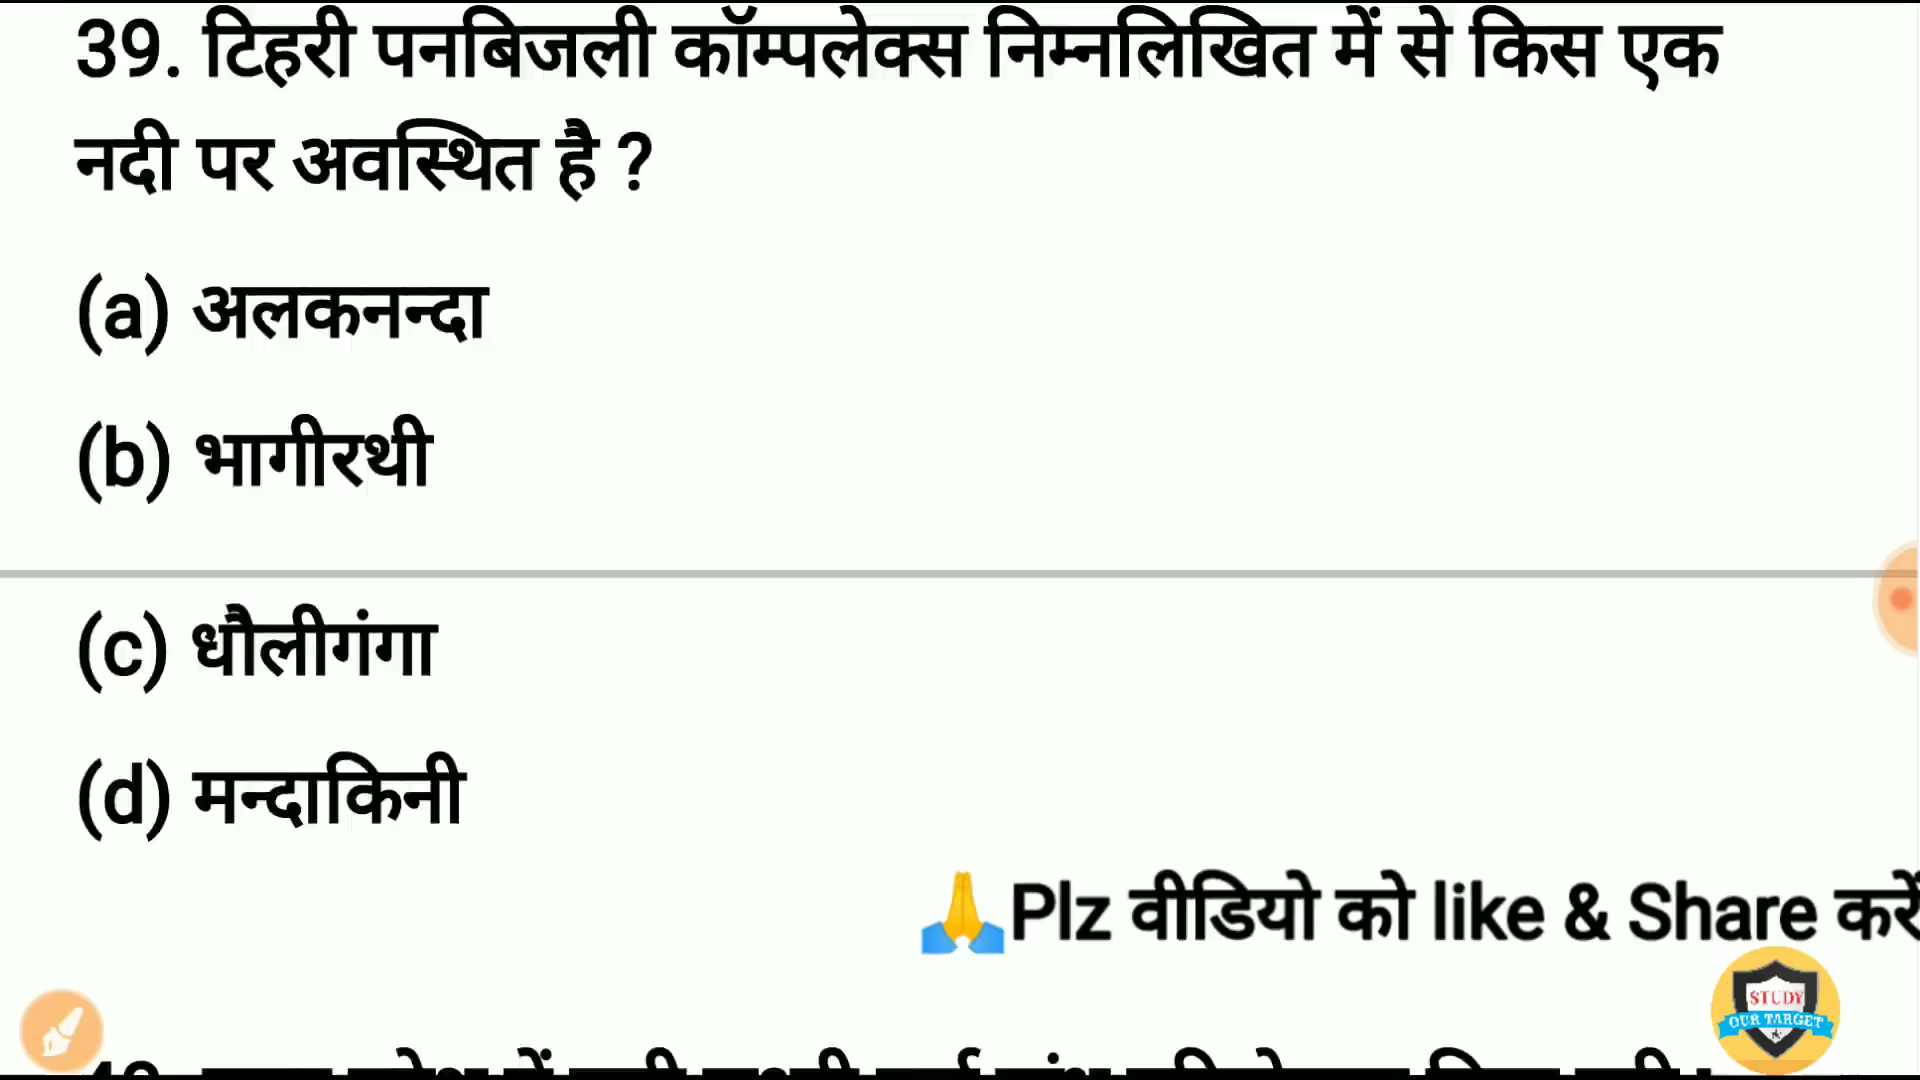 39. टिहरी पनबिजली कॉम्पलेक्स निम्नलिखित में से किस एक
नदी पर अवस्थित है ?
(a) अलकनन्दा
(b) भागीरथी
(c) धौलीगंगा
(d) मन्दाकिनी
🙏Plz वीडियो को like & Share करें
STUDY
OUR TARGET